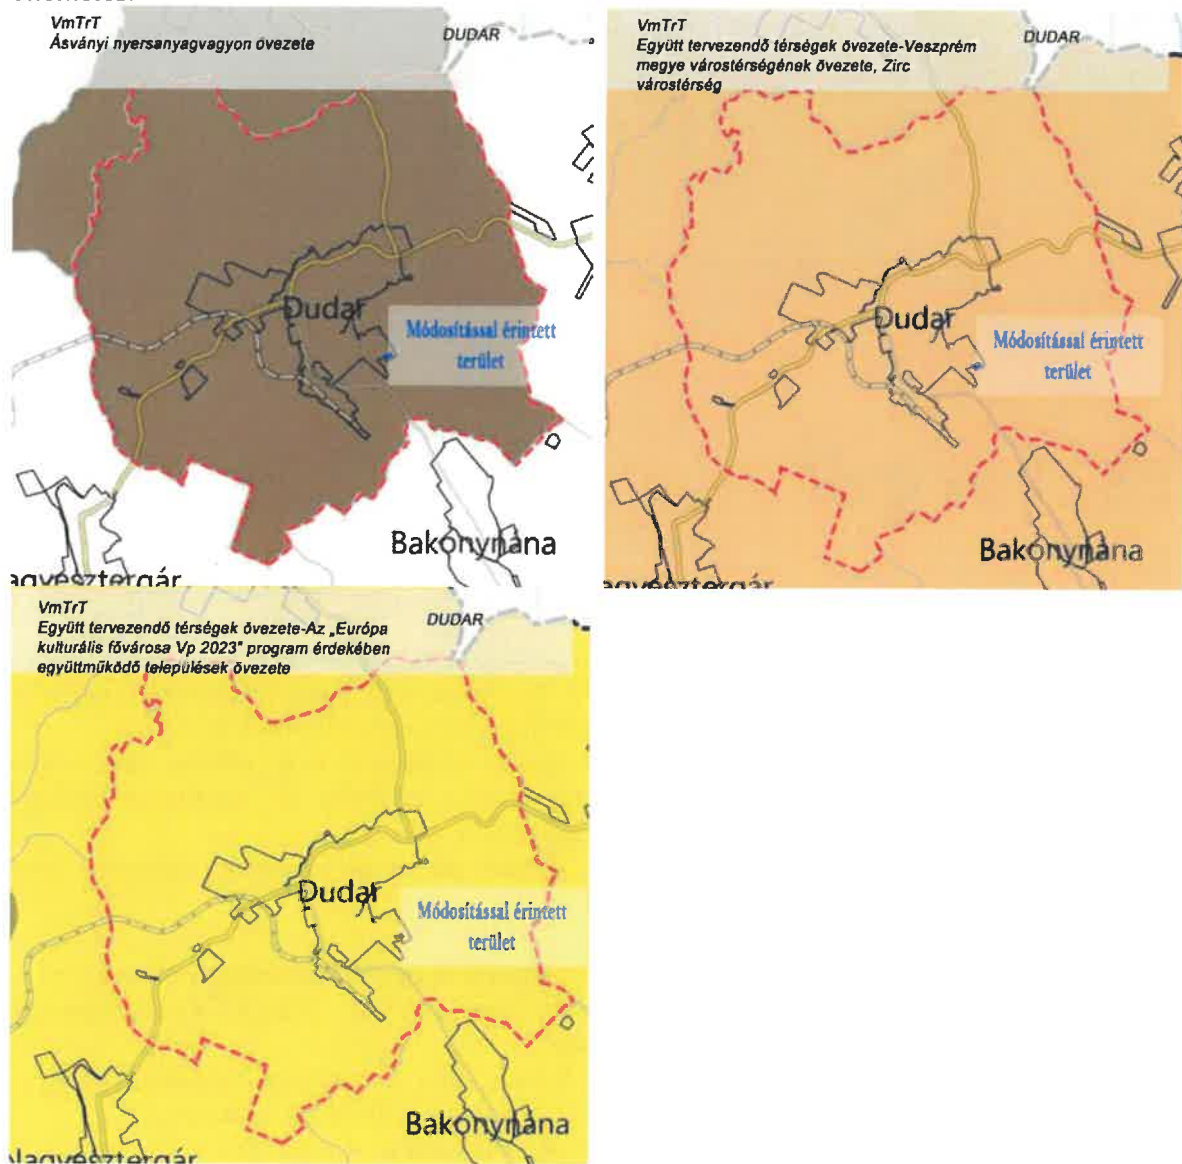 VmTrT
Ásványi nyersanyagvagyon övezete
DUDAR
Dudar
Módosítással érintett
terület
Bakonynána
VmTrT
Együtt tervezendő térségek övezete-Veszprém
megye várostérségének övezete, Zirc
várostérség
DUDAR
Dudar
Módosítással érintett
terület
Bakonynána
VmTrT
Együtt tervezendő térségek övezete-Az „Európa
kulturális fővárosa Vp 2023" program érdekében
együttműködő települések övezete
DUDAR
Dudar
Módosítással érintett
terület
Bakonynána